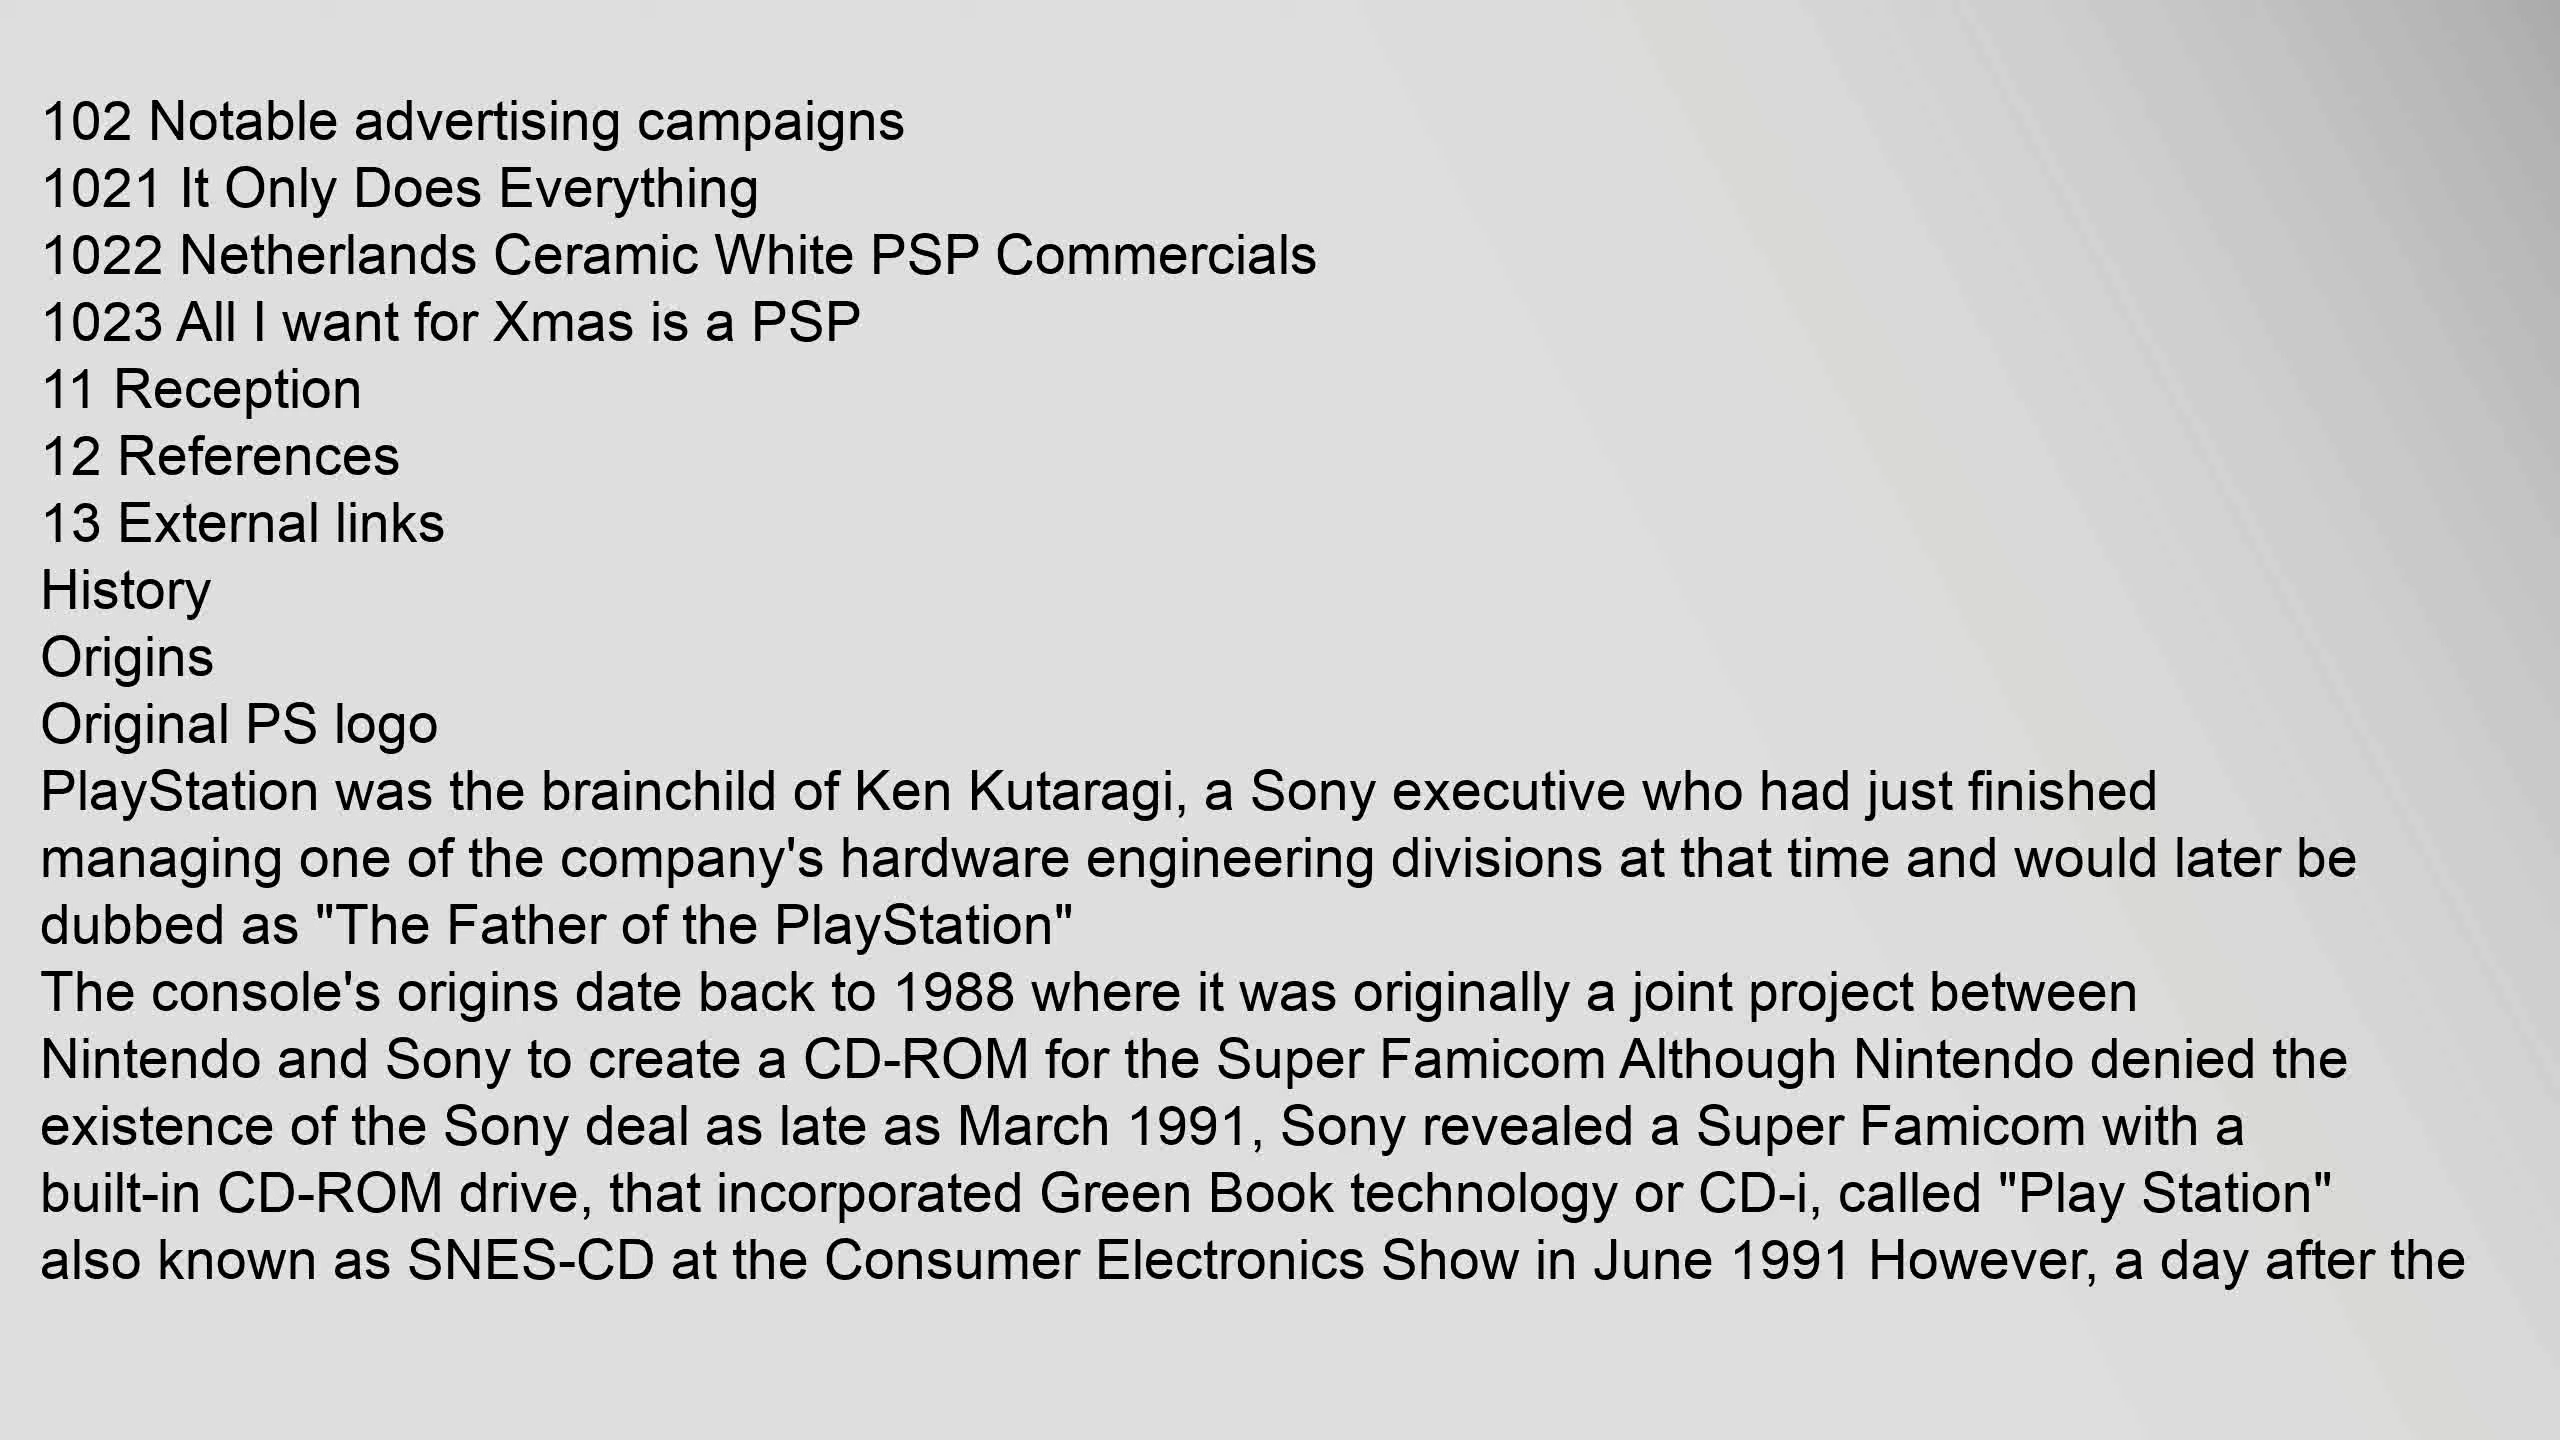 102 Notable advertising campaigns
1021 It Only Does Everything
1022 Netherlands Ceramic White PSP Commercials
1023 All I want for Xmas is a PSP
11 Reception
12 References
13 External links
History
Origins
Original PS logo
PlayStation was the brainchild of Ken Kutaragi, a Sony executive who had just finished
managing one of the company's hardware engineering divisions at that time and would later be
dubbed as "The Father of the PlayStation"
The console's origins date back to 1988 where it was originally a joint project between
Nintendo and Sony to create a CD-ROM for the Super Famicom Although Nintendo denied the
existence of the Sony deal as late as March 1991, Sony revealed a Super Famicom with a
built-in CD-ROM drive, that incorporated Green Book technology or CD-i, called "Play Station"
also known as SNES-CD at the Consumer Electronics Show in June 1991 However, a day after the